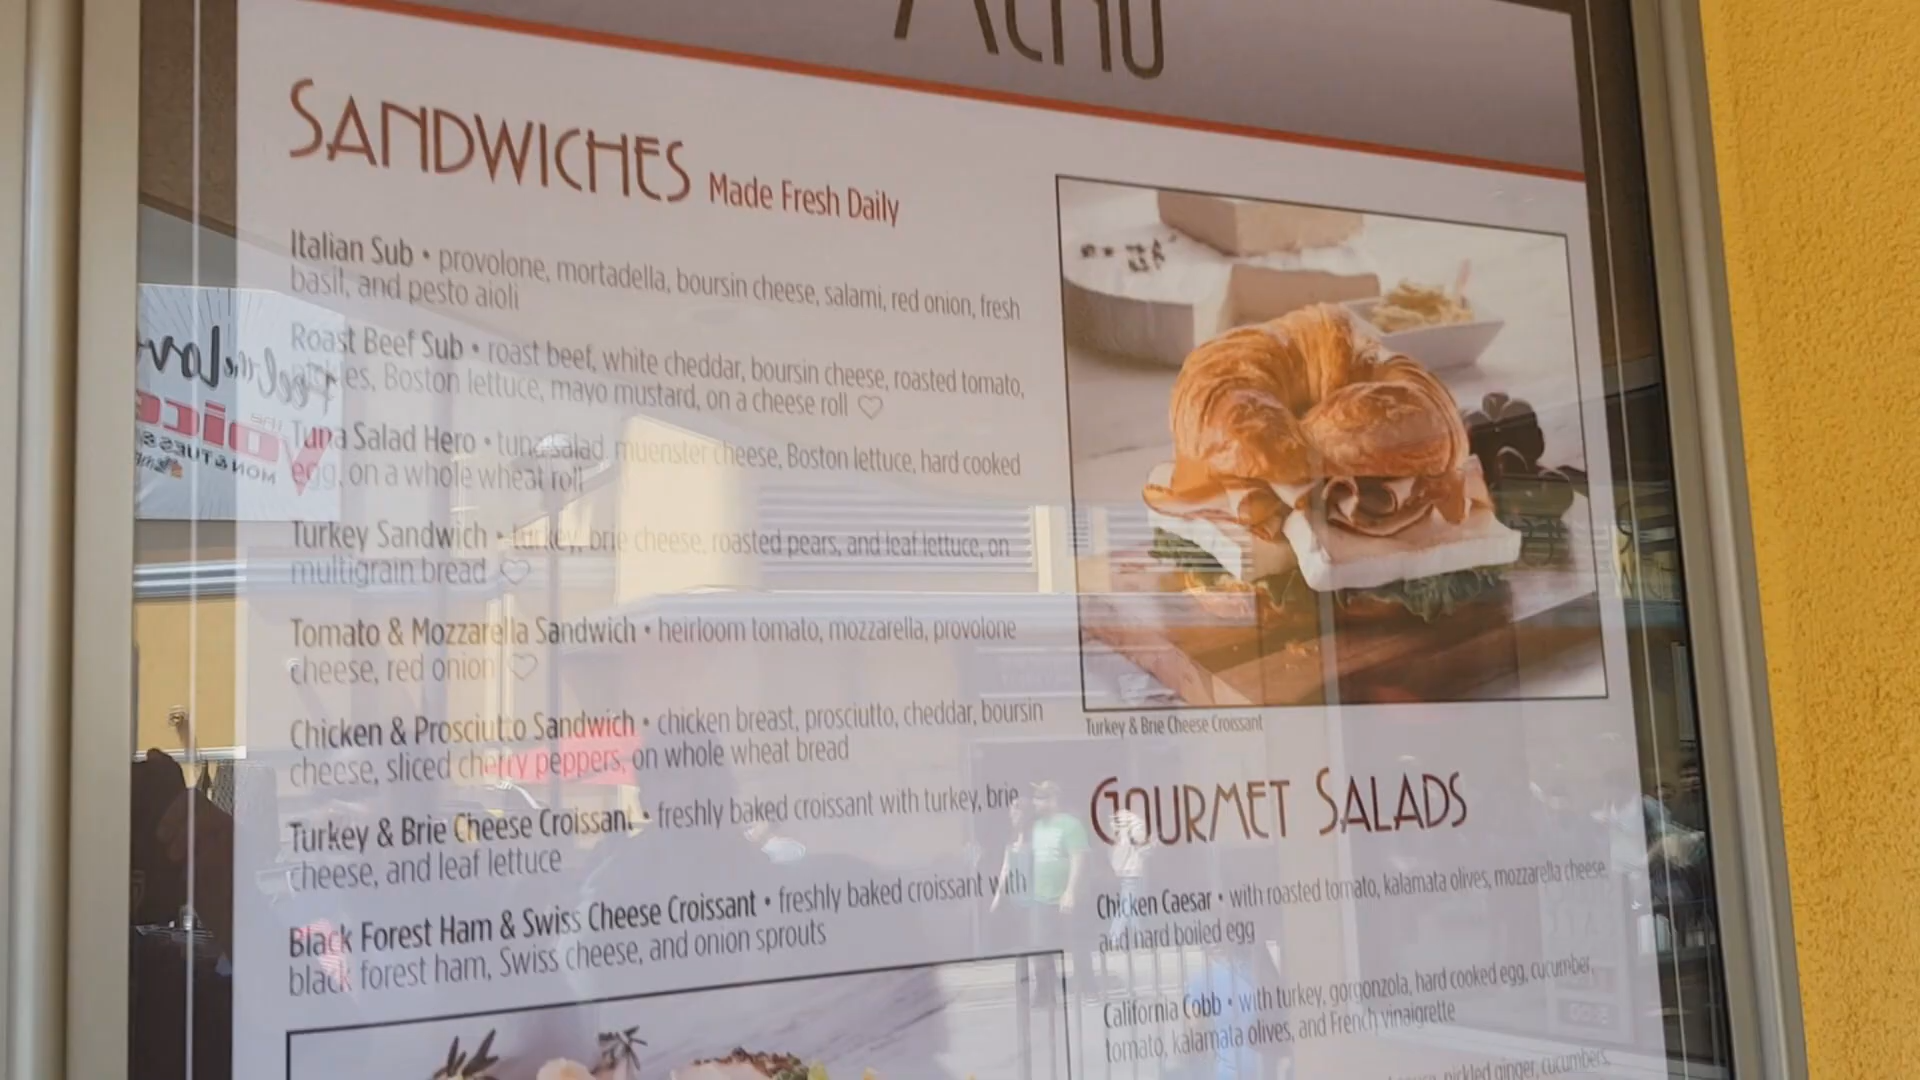 Menu
SANDWICHES Made Fresh Daily
Italian Sub • provolone, mortadella, boursin cheese, salami, red onion, fresh
basil, and pesto aioli
Roast Beef Sub • roast beef, white cheddar, boursin cheese, roasted tomato,
pickles, Boston lettuce, mayo mustard, on a cheese roll ♡
Tuna Salad Hero • tuna salad, muenster cheese, Boston lettuce, hard cooked
egg, on a whole wheat roll
Turkey Sandwich • turkey, brie cheese, roasted pears, and leaf lettuce, on
multigrain bread ♡
Tomato & Mozzarella Sandwich • heirloom tomato, mozzarella, provolone
cheese, red onion ♡
Chicken & Prosciutto Sandwich • chicken breast, prosciutto, cheddar, boursin
cheese, sliced cherry peppers, on whole wheat bread
Turkey & Brie Cheese Croissant • freshly baked croissant with turkey, brie
cheese, and leaf lettuce
Black Forest Ham & Swiss Cheese Croissant • freshly baked croissant with
black forest ham, Swiss cheese, and onion sprouts
Turkey & Brie Cheese Croissant
GOURMET SALADS
Chicken Caesar • with roasted tomato, kalamata olives, mozzarella cheese,
and hard boiled egg
California Cobb • with turkey, gorgonzola, hard cooked egg, cucumber,
tomato, kalamata olives, and French vinaigrette
pickled ginger, cucumbers,
the
voice
MON & TUES